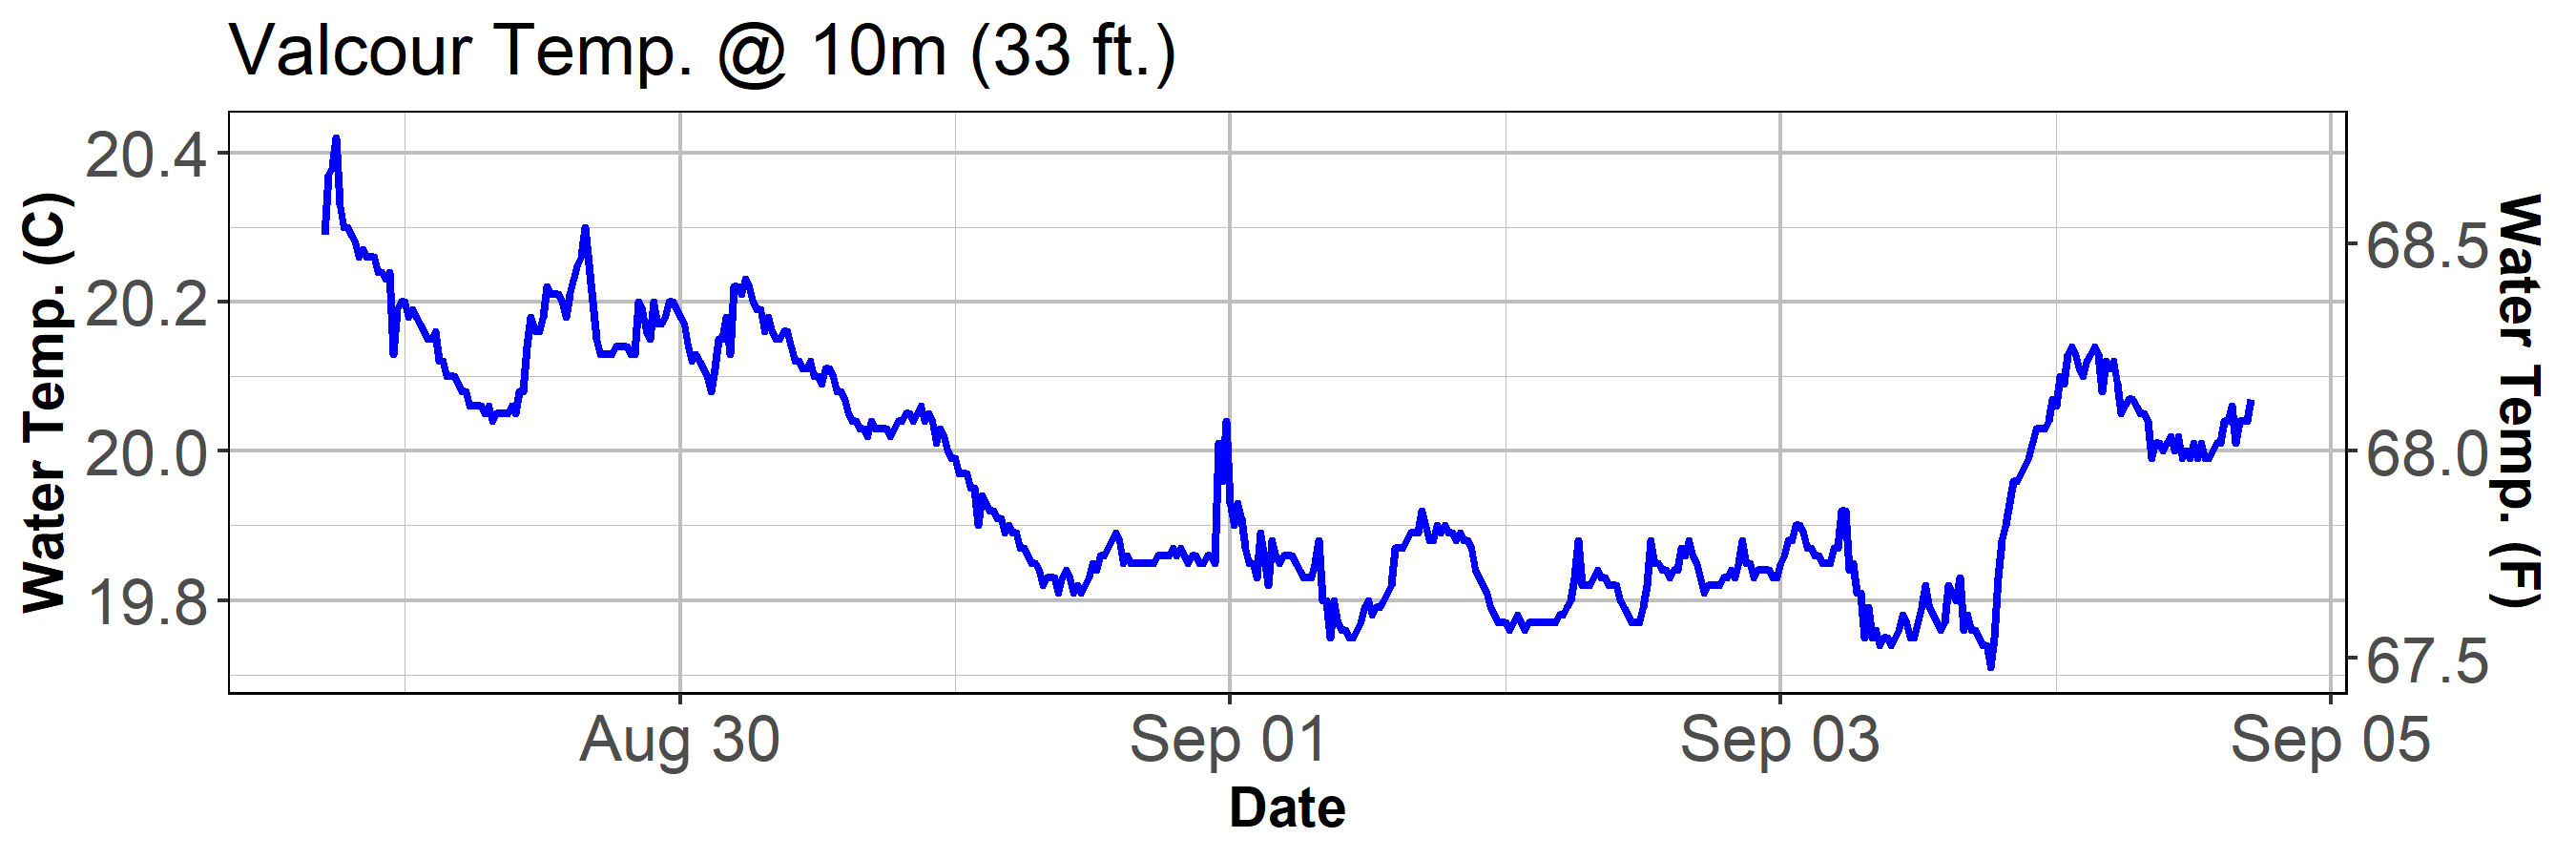 Valcour Temp. @ 10m (33 ft.)
Water Temp. (C)
20.4
20.2
20.0
19.8
68.5
68.0
67.5
Water Temp. (F)
Aug 30 Sep 01 Sep 03 Sep 05
Date